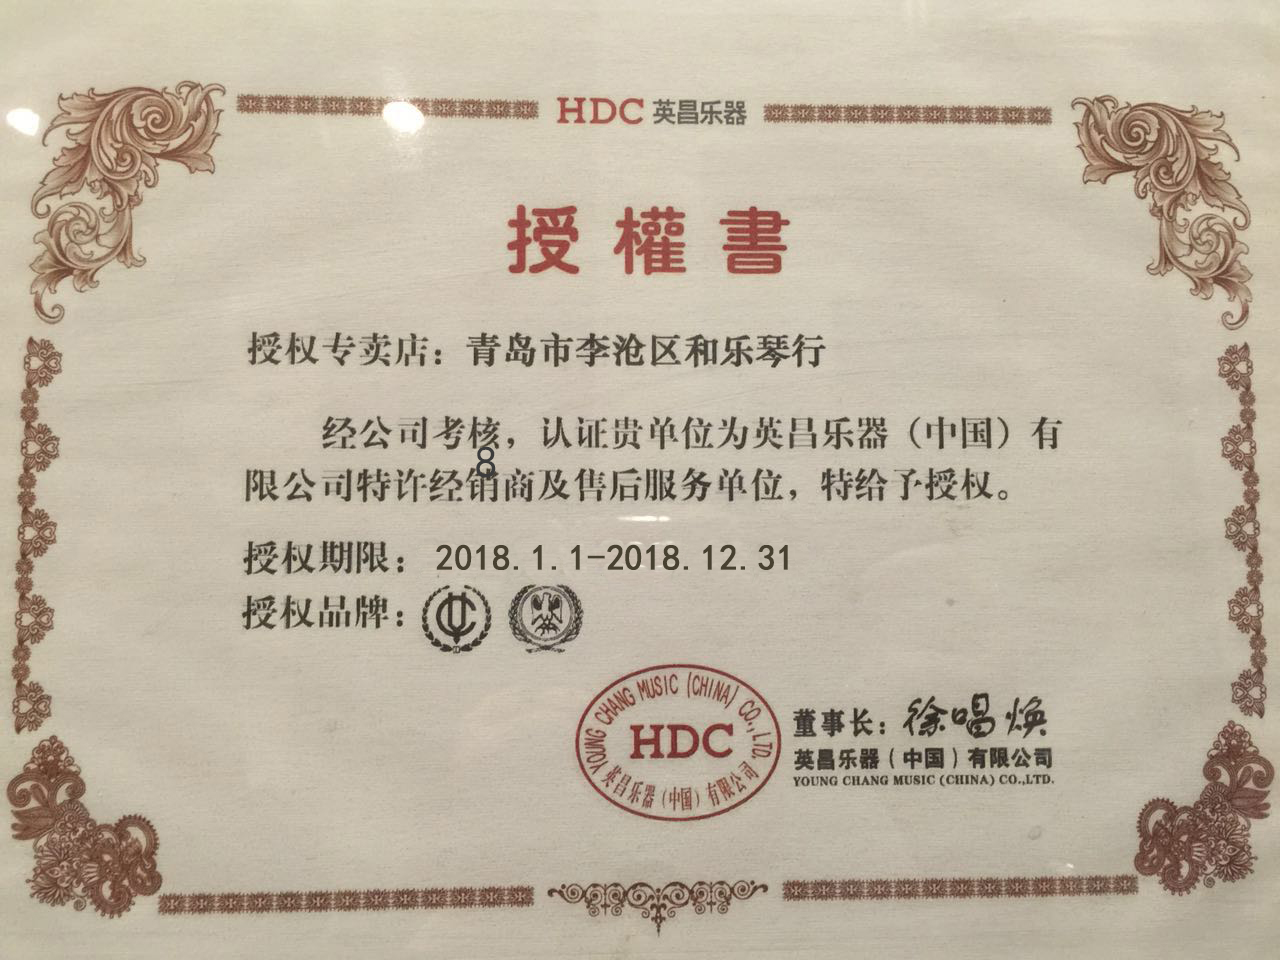 HDC 英昌乐器
授權書
授权专卖店：青岛市李沧区和乐琴行
经公司考核，认证贵单位为英昌乐器（中国）有
8
限公司特许经销商及售后服务单位，特给予授权。
授权期限：2018.1.1-2018.12.31
授权品牌：
YOUNG CHANG MUSIC (CHINA) CO.,LTD.
HDC
英昌乐器（中国）有限公司
董事长：徐唱焕
英昌乐器（中国）有限公司
YOUNG CHANG MUSIC (CHINA) CO.,LTD.